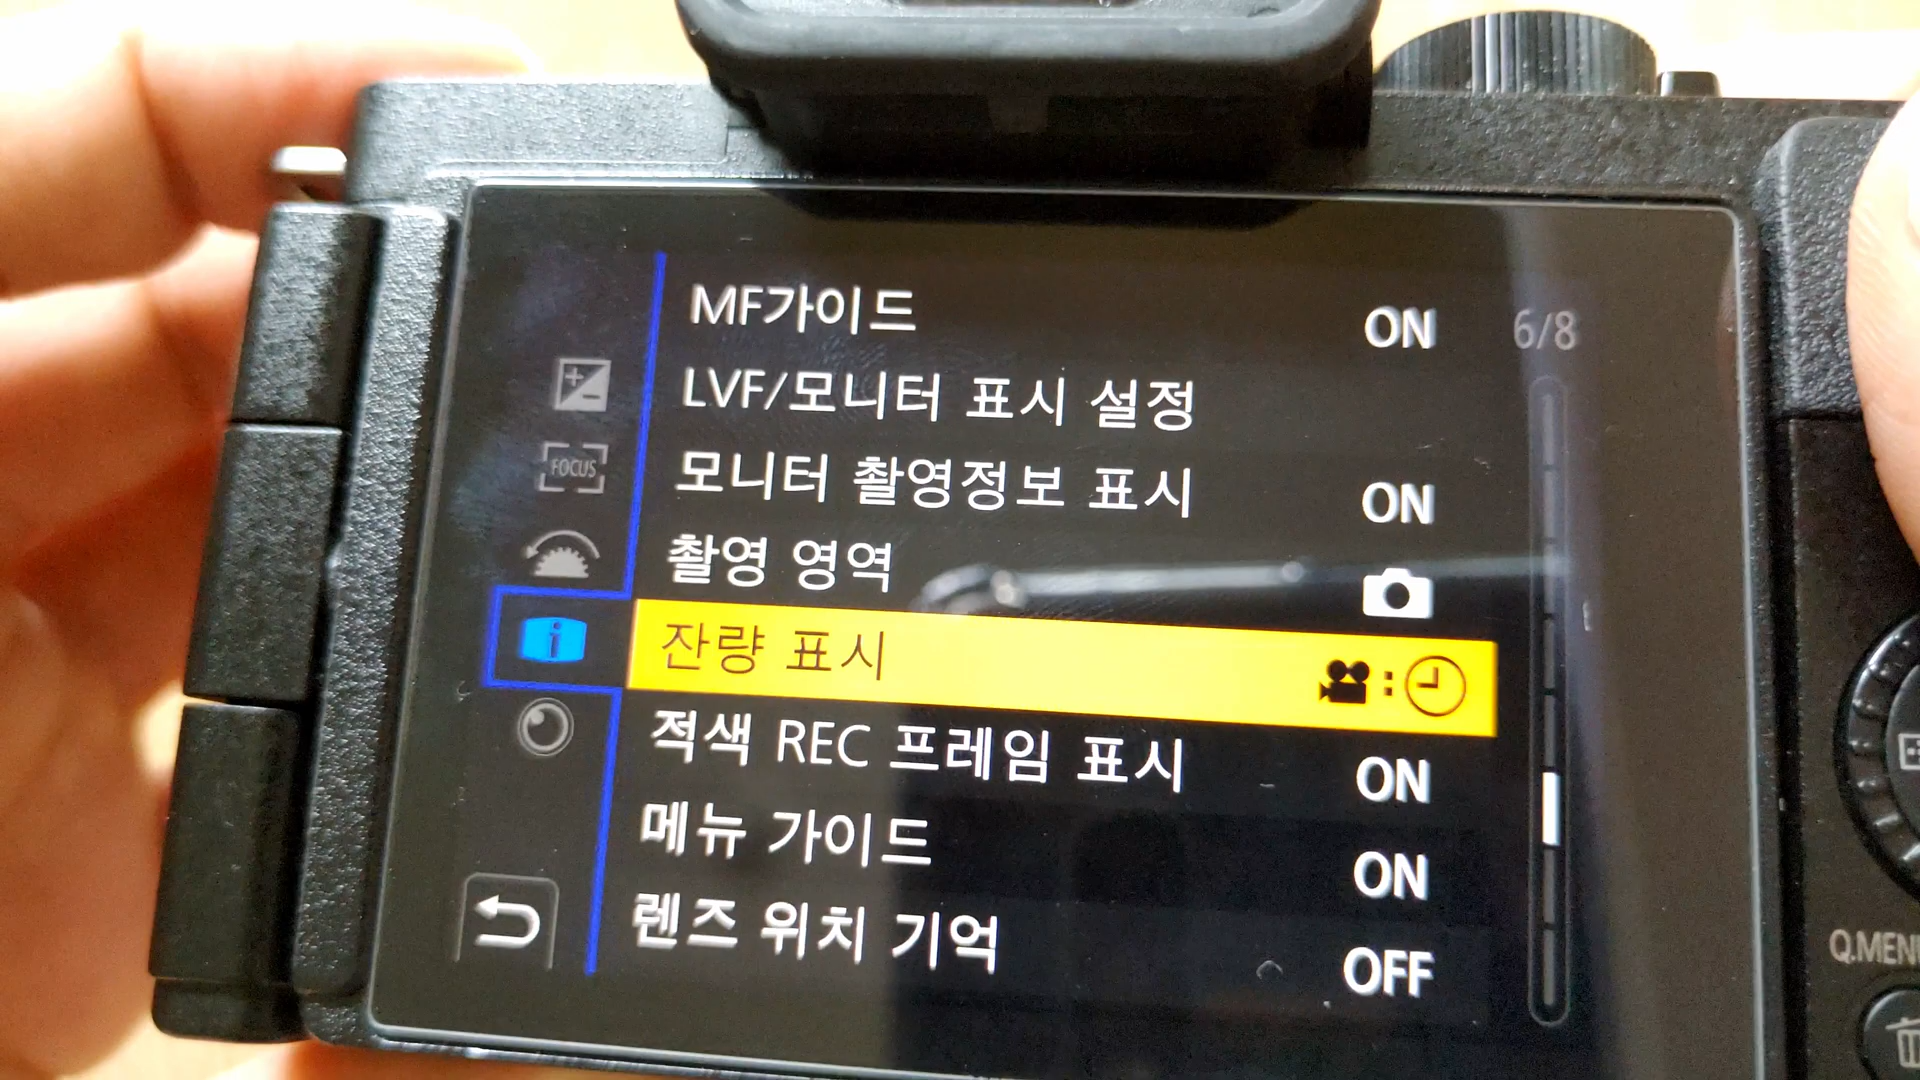 MF가이드 ON 6/8
LVF/모니터 표시 설정
모니터 촬영정보 표시 ON
FOCUS
촬영 영역
잔량 표시
적색 REC 프레임 표시 ON
메뉴 가이드 ON
렌즈 위치 기억 OFF